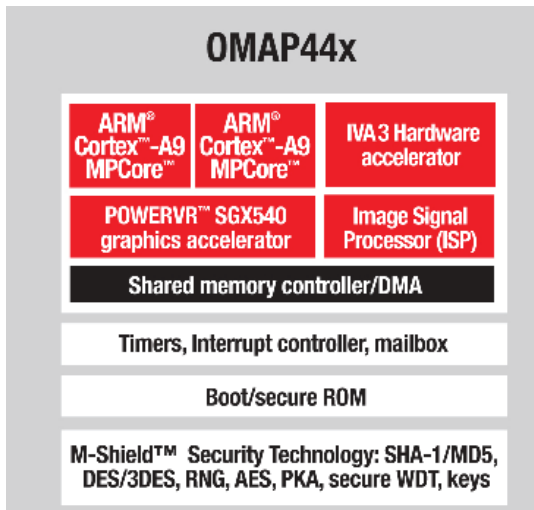 OMAP44x
ARM®
Cortex™-A9
MPCore™
ARM®
Cortex™-A9
MPCore™
IVA 3 Hardware
accelerator
POWERVR™ SGX540
graphics accelerator
Image Signal
Processor (ISP)
Shared memory controller/DMA
Timers, Interrupt controller, mailbox
Boot/secure ROM
M-Shield™ Security Technology: SHA-1/MD5,
DES/3DES, RNG, AES, PKA, secure WDT, keys